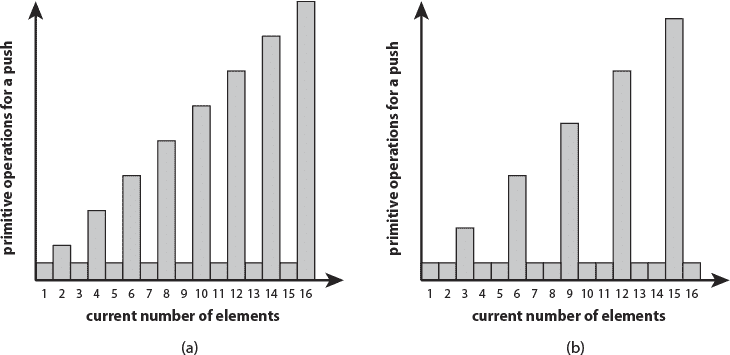 primitive operations for a push
1 2 3 4 5 6 7 8 9 10 11 12 13 14 15 16
current number of elements
(a)
primitive operations for a push
1 2 3 4 5 6 7 8 9 10 11 12 13 14 15 16
current number of elements
(b)